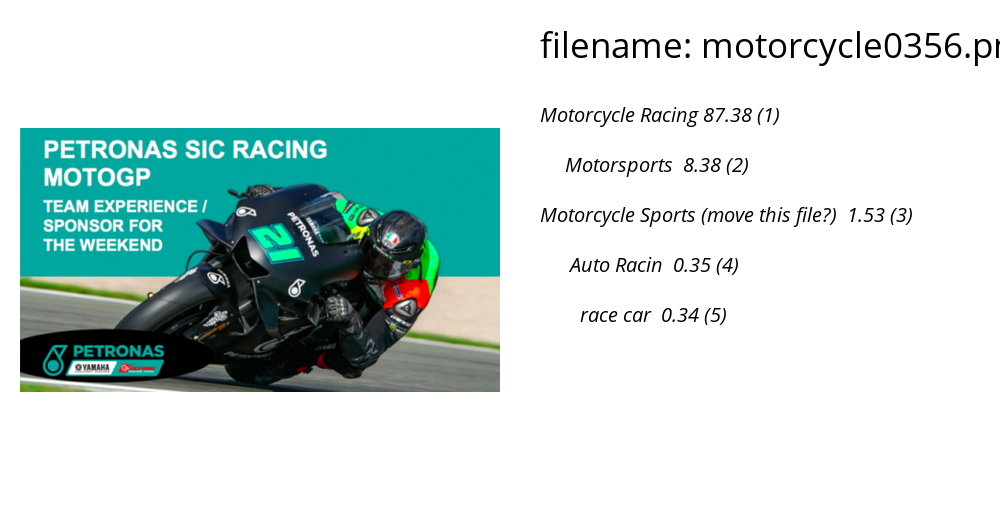 filename: motorcycle0356.pr
Motorcycle Racing 87.38 (1)
Motorsports 8.38 (2)
Motorcycle Sports (move this file?) 1.53 (3)
Auto Racin 0.35 (4)
race car 0.34 (5)
PETRONAS SIC RACING
MOTOGP
TEAM EXPERIENCE /
SPONSOR FOR
THE WEEKEND
21
PETRONAS
PETRONAS
YAMAHA